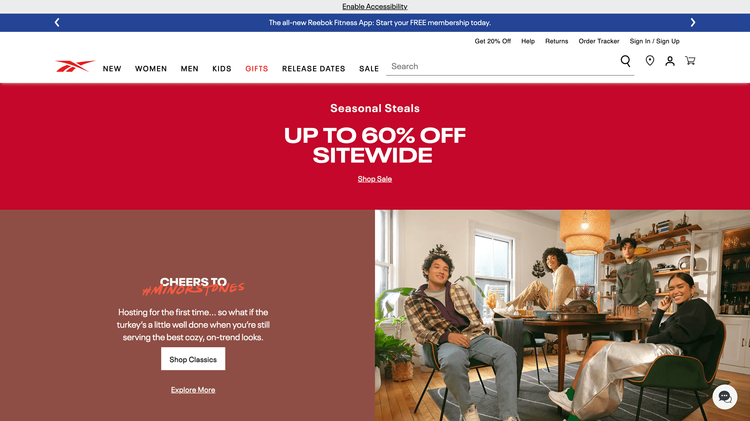 Enable Accessibility
The all-new Reebok Fitness App: Start your FREE membership today.
Get 20% Off Help Returns Order Tracker Sign In / Sign Up
NEW WOMEN MEN KIDS GIFTS RELEASE DATES SALE Search
Seasonal Steals
UP TO 60% OFF
SITEWIDE
Shop Sale
CHEERS TO
#MINORSTONES
Hosting for the first time... so what if the
turkey's a little well done when you're still
serving the best cozy, on-trend looks.
Shop Classics
Explore More